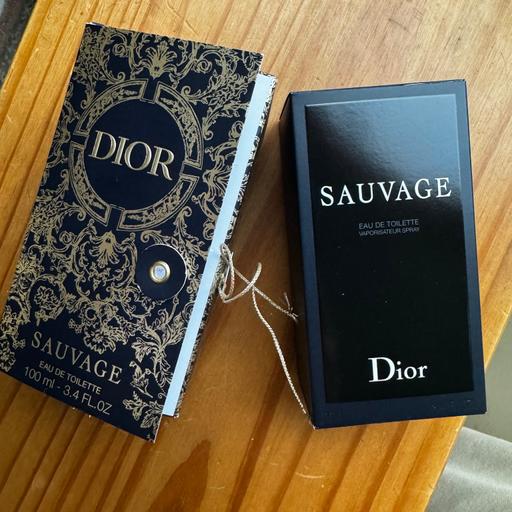 DIOR
SAUVAGE
EAU DE TOILETTE
100 ml - 3.4 FL.OZ
SAUVAGE
EAU DE TOILETTE
VAPORISATEUR SPRAY
Dior